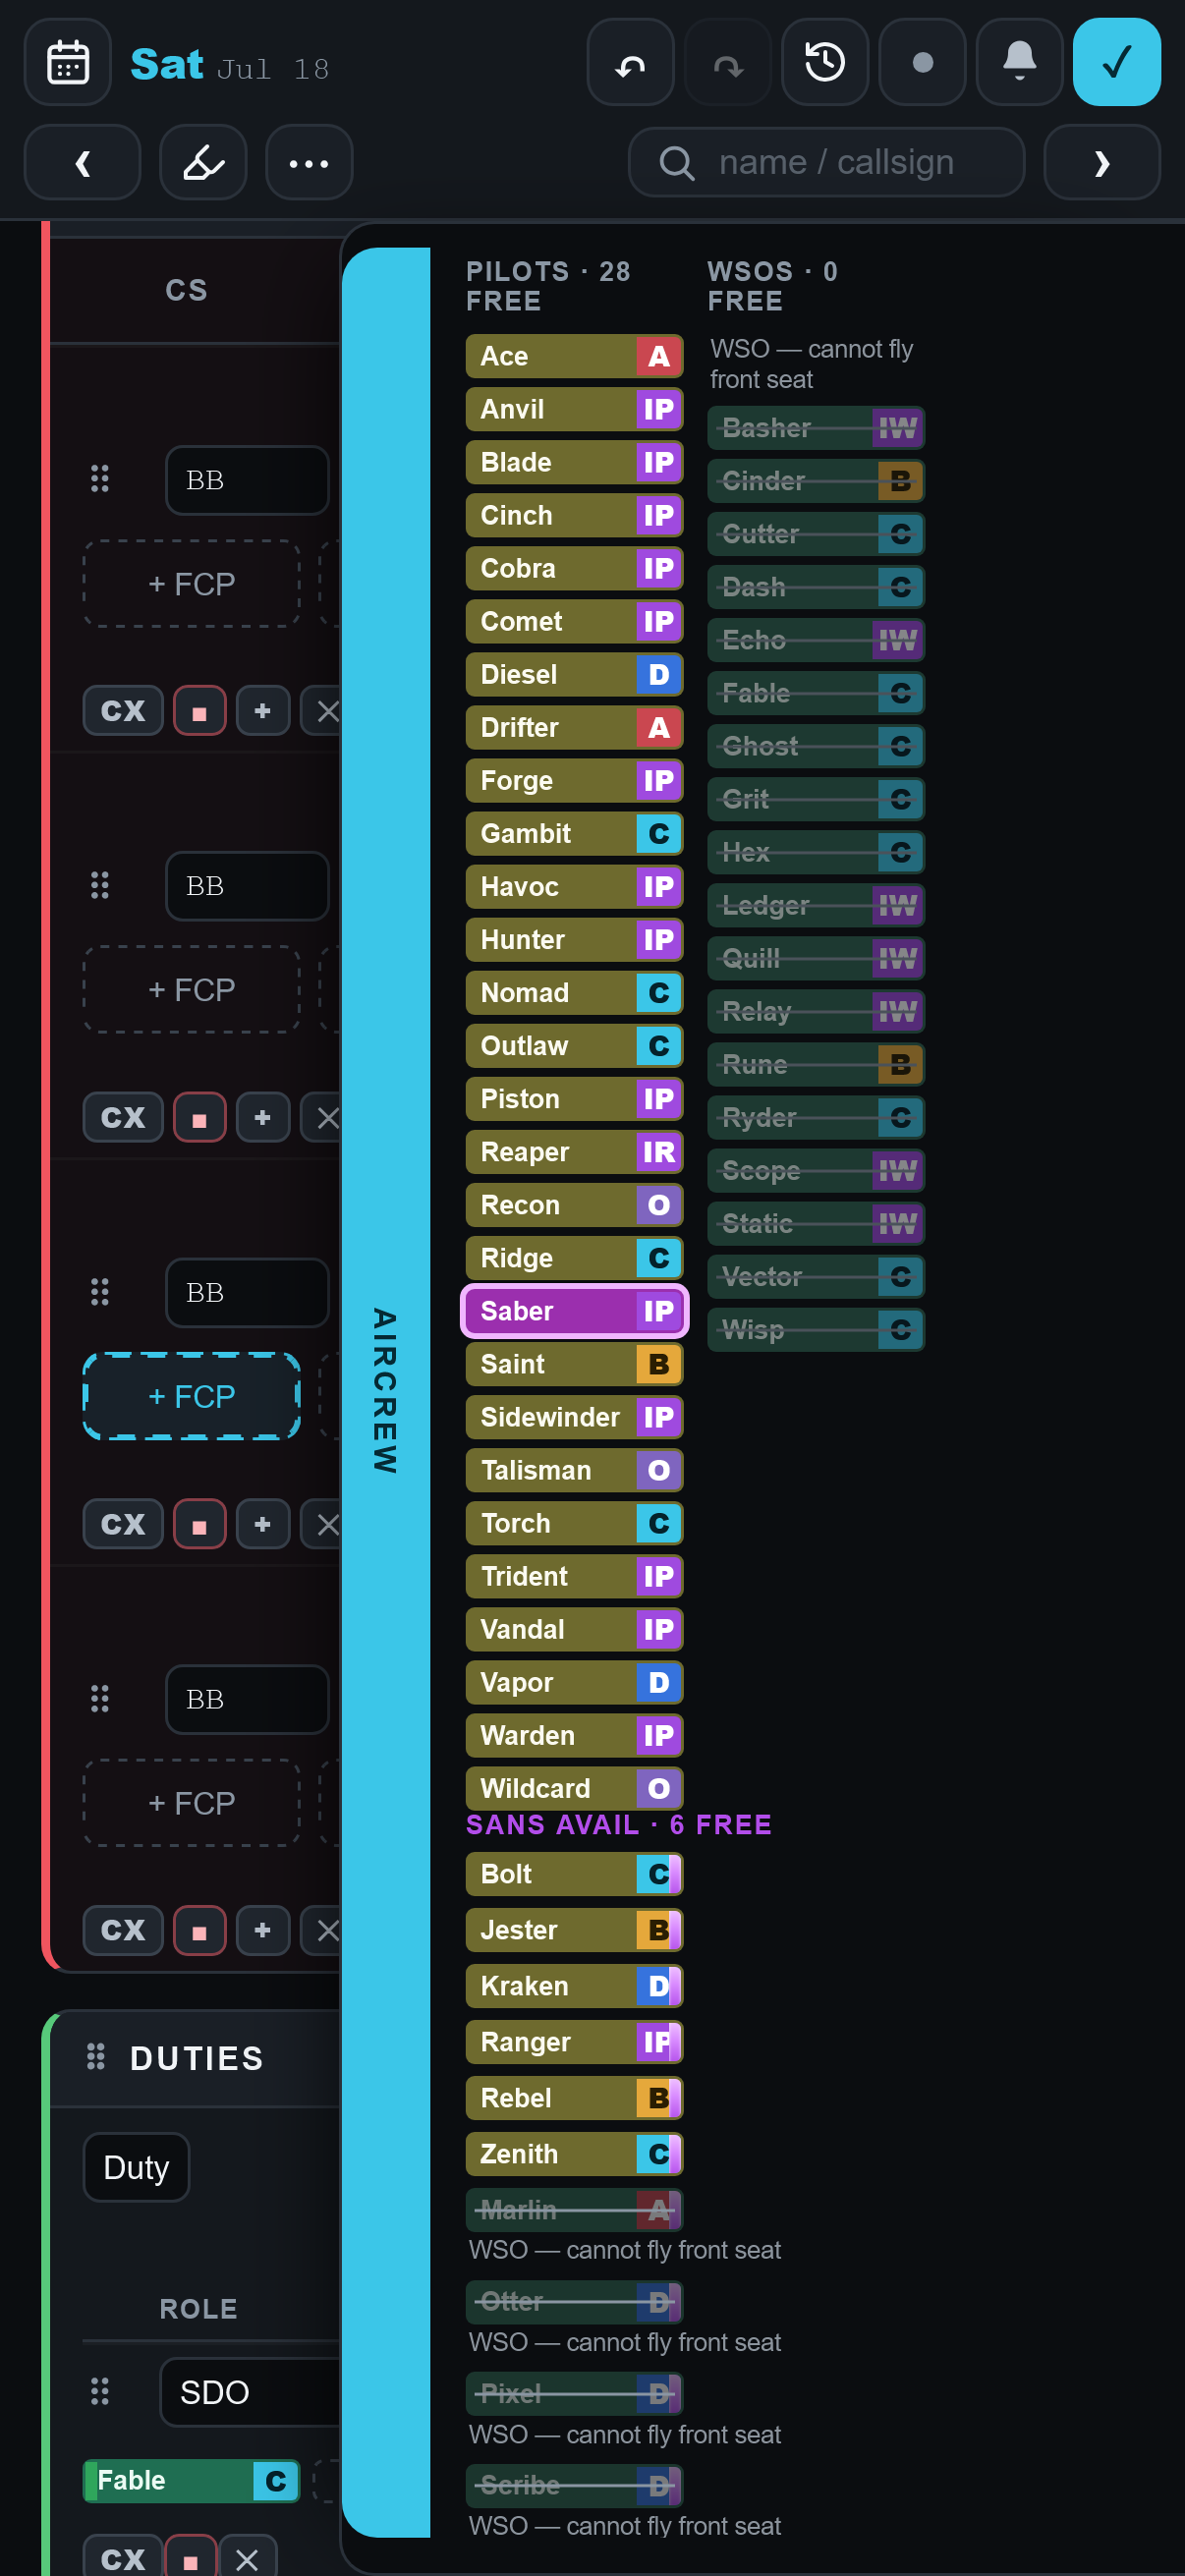 Sat Jul 18
name / callsign
CS
BB
+ FCP
CX +
BB
+ FCP
CX +
BB
+ FCP
CX +
BB
+ FCP
CX +
DUTIES
Duty
ROLE
SDO
Fable C
CX
AIRCREW
PILOTS · 28
FREE
Ace A
Anvil IP
Blade IP
Cinch IP
Cobra IP
Comet IP
Diesel D
Drifter A
Forge IP
Gambit C
Havoc IP
Hunter IP
Nomad C
Outlaw C
Piston IP
Reaper IR
Recon O
Ridge C
Saber IP
Saint B
Sidewinder IP
Talisman O
Torch C
Trident IP
Vandal IP
Vapor D
Warden IP
Wildcard O
WSOS · 0
FREE
WSO — cannot fly
front seat
Basher IW
Cinder B
Cutter C
Dash C
Echo IW
Fable C
Ghost C
Grit C
Hex C
Ledger IW
Quill IW
Relay IW
Rune B
Ryder C
Scope IW
Static IW
Vector C
Wisp C
SANS AVAIL · 6 FREE
Bolt C
Jester B
Kraken D
Ranger IP
Rebel B
Zenith C
Marlin A
WSO — cannot fly front seat
Otter D
WSO — cannot fly front seat
Pixel D
WSO — cannot fly front seat
Scribe D
WSO — cannot fly front seat